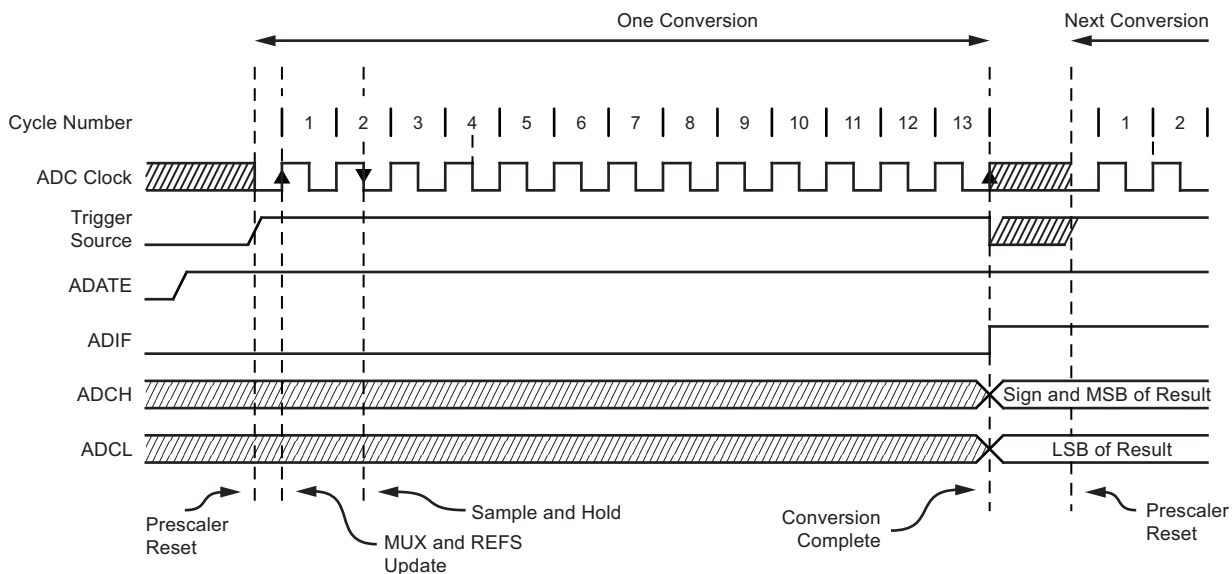 One Conversion
Next Conversion
Cycle Number
1 2 3 4 5 6 7 8 9 10 11 12 13 1 2
ADC Clock
Trigger
Source
ADATE
ADIF
ADCH
Sign and MSB of Result
ADCL
LSB of Result
Prescaler
Reset
MUX and REFS
Update
Sample and Hold
Conversion
Complete
Prescaler
Reset